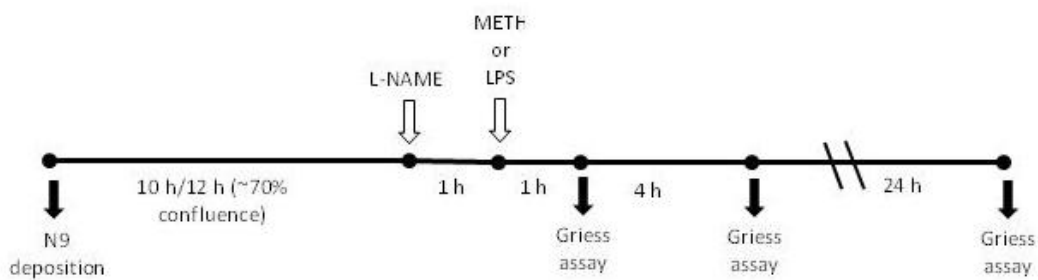 METH
or
LPS
L-NAME
10 h/12 h (~70%
confluence)
1 h
1 h
4 h
24 h
N9
deposition
Griess
assay
Griess
assay
Griess
assay